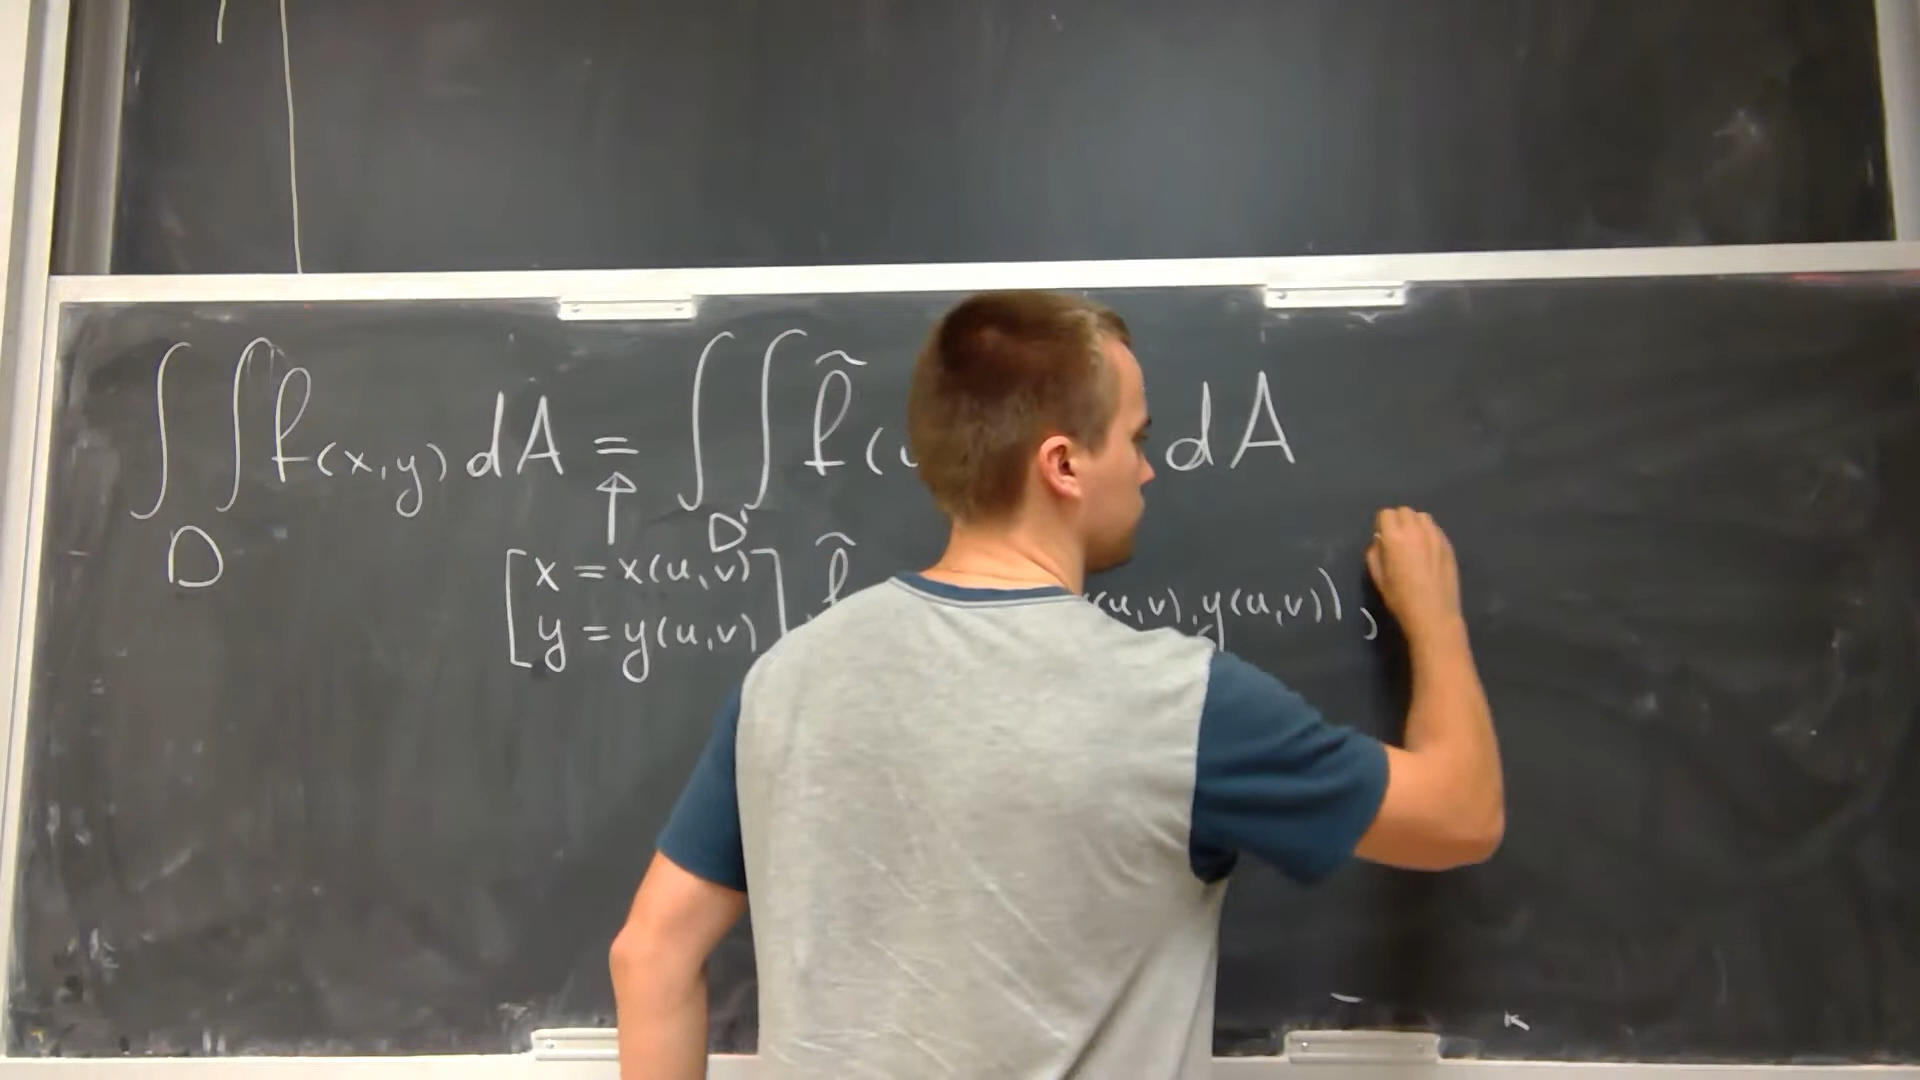 ∫∫ f(x,y) dA = ∫∫ f̃( dA
D D'
↑
[x = x(u,v)
y = y(u,v)] f̃ (u,v), y(u,v)),